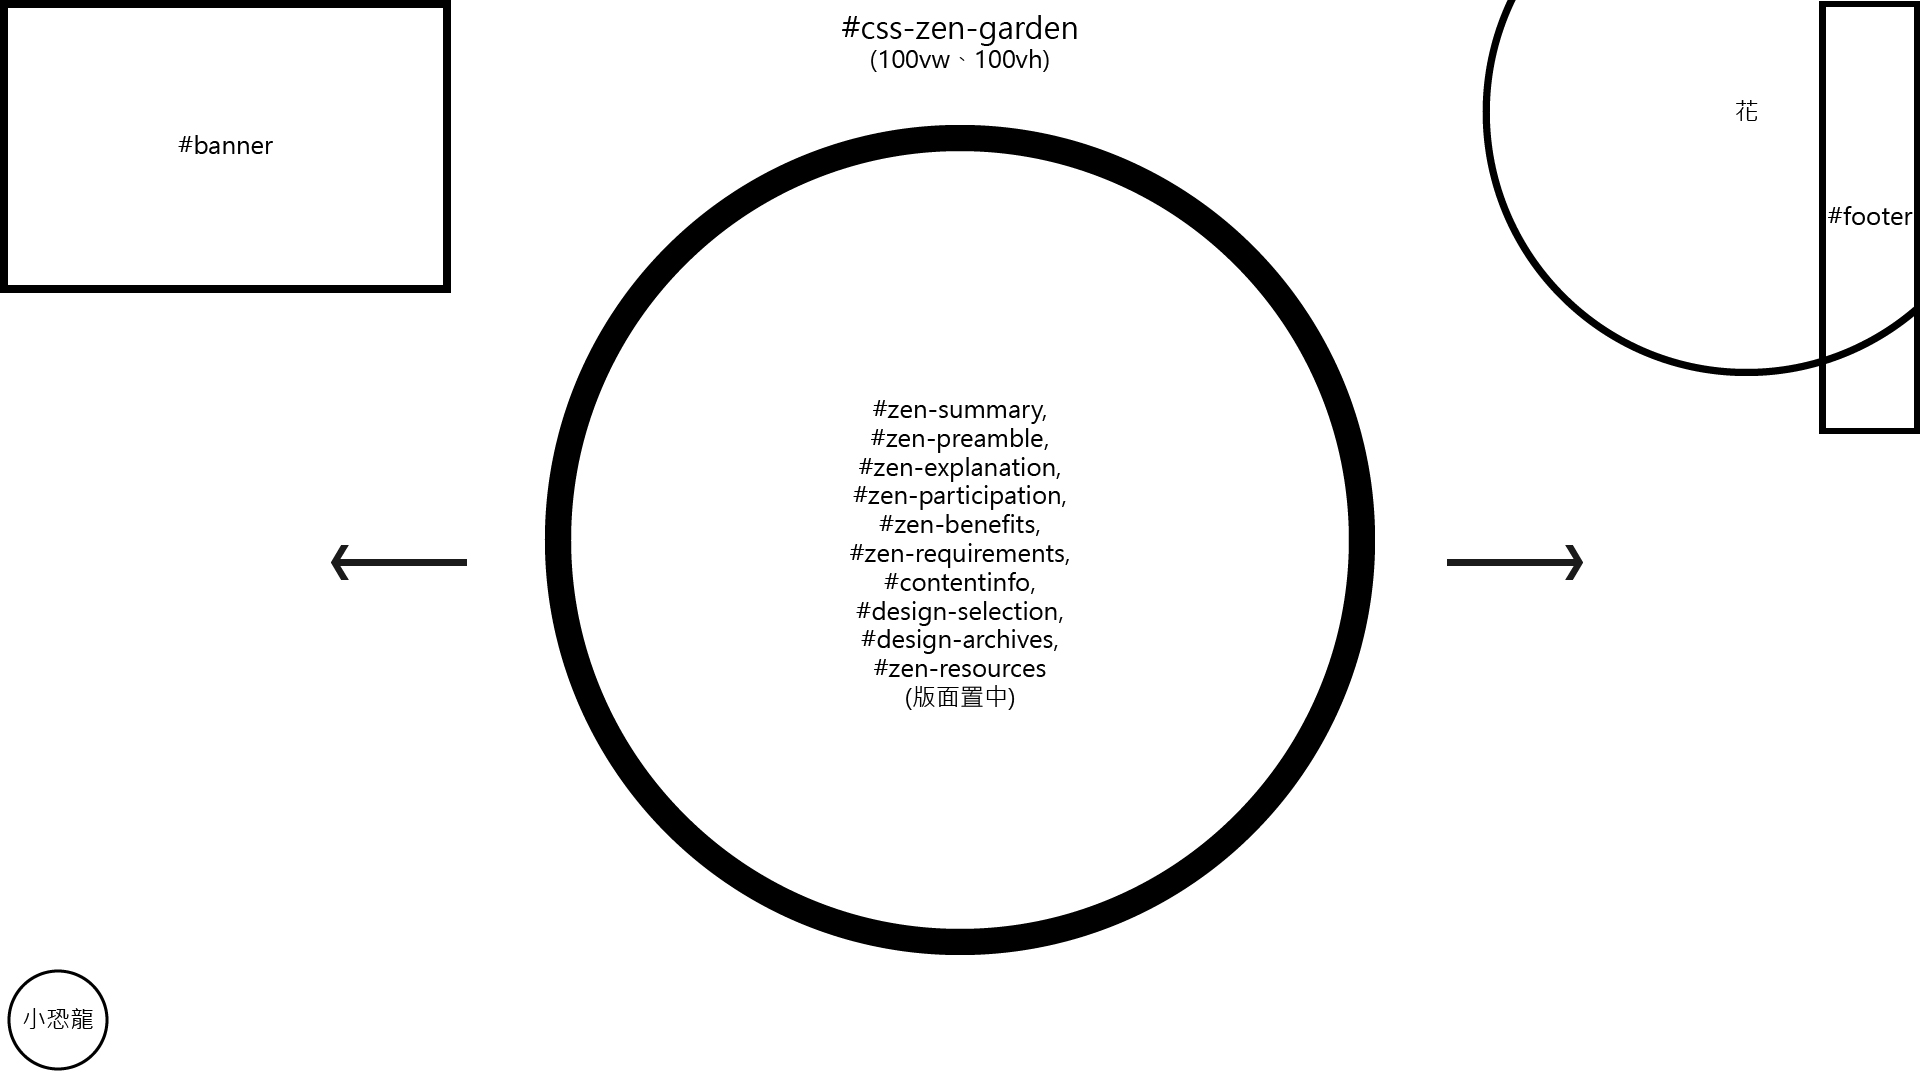 #css-zen-garden
(100vw、100vh)
#banner
花
#footer
#zen-summary,
#zen-preamble,
#zen-explanation,
#zen-participation,
#zen-benefits,
#zen-requirements,
#contentinfo,
#design-selection,
#design-archives,
#zen-resources
(版面置中)
小恐龍